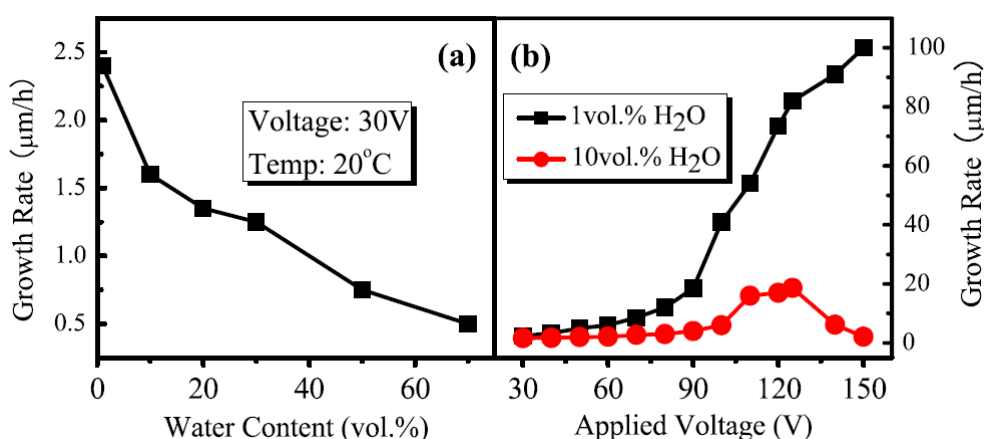 (a)
(b)
Voltage: 30V
Temp: 20°C
1vol.% H₂O
10vol.% H₂O
2.5
2.0
1.5
1.0
0.5
Growth Rate (μm/h)
0
20
40
60
Water Content (vol.%)
30
60
90
120
150
Applied Voltage (V)
100
80
60
40
20
0
Growth Rate (μm/h)